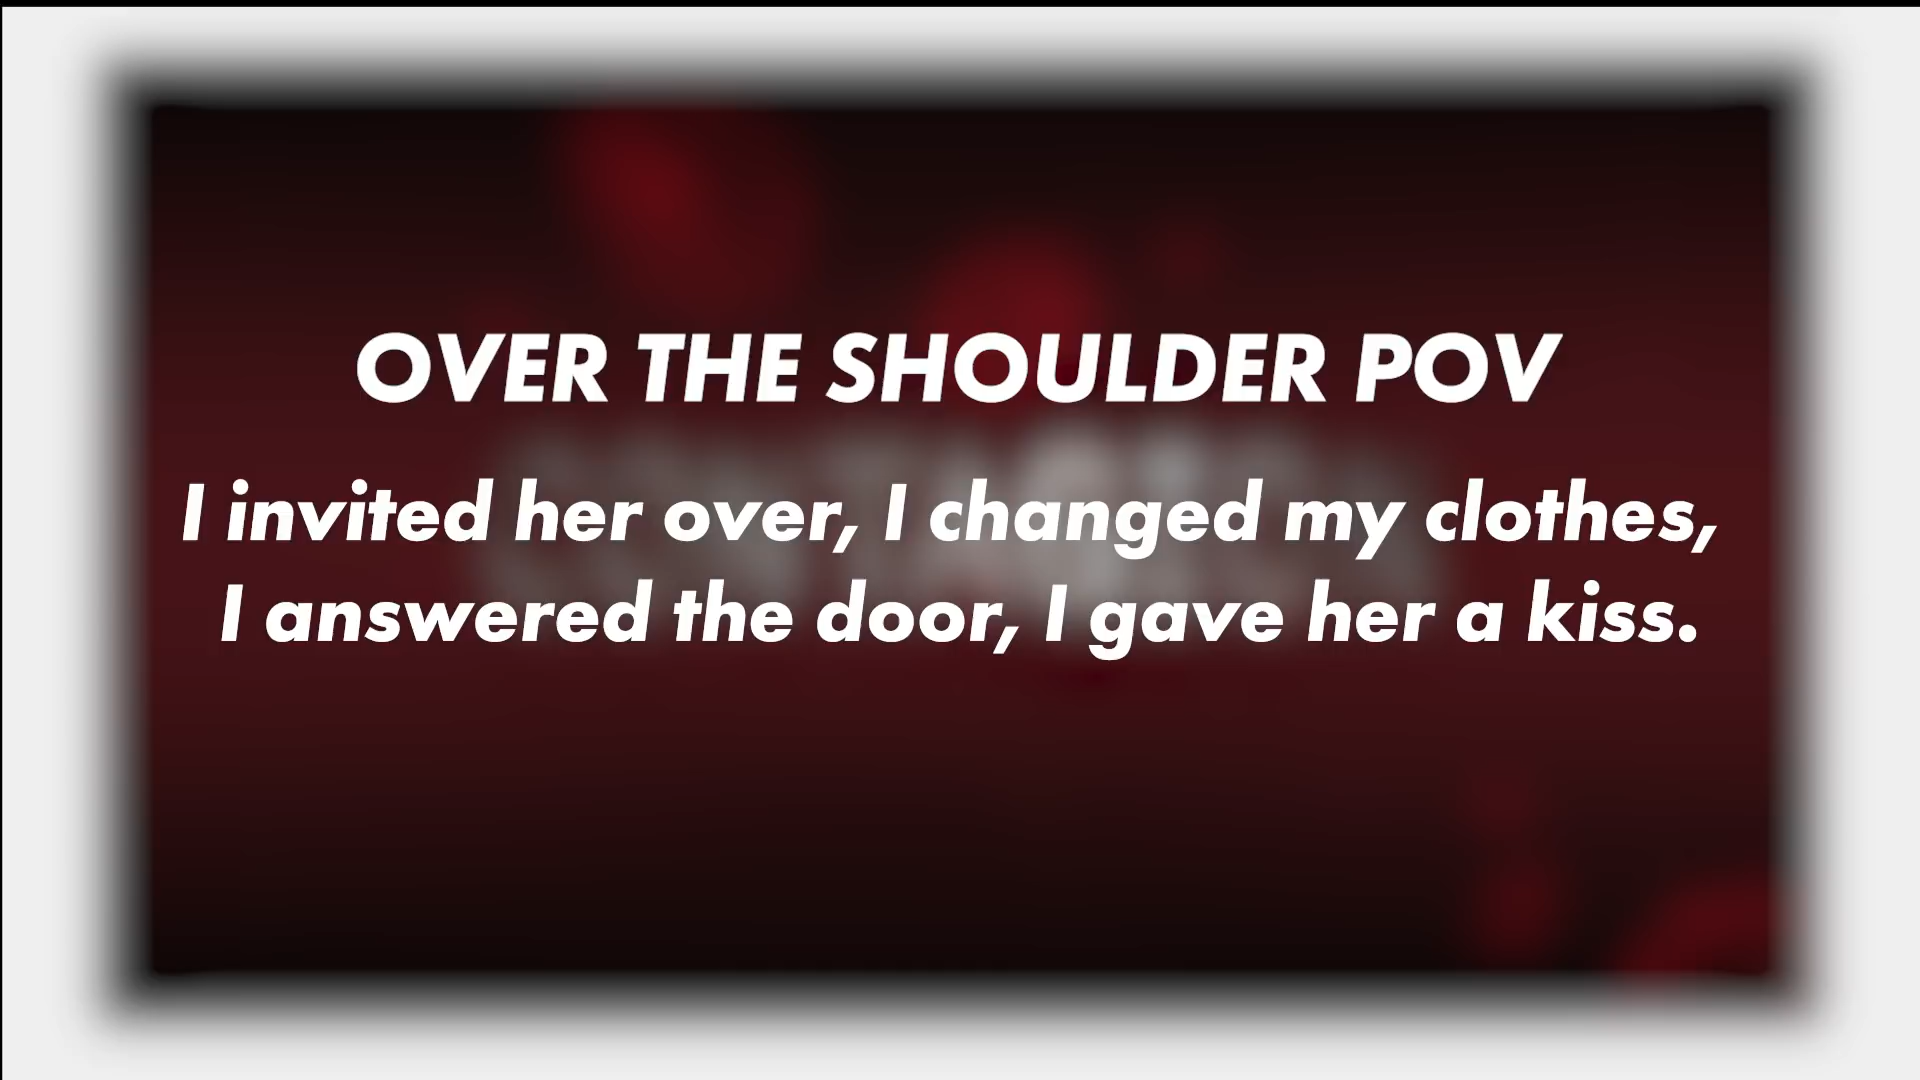 OVER THE SHOULDER POV
I invited her over, I changed my clothes,
I answered the door, I gave her a kiss.